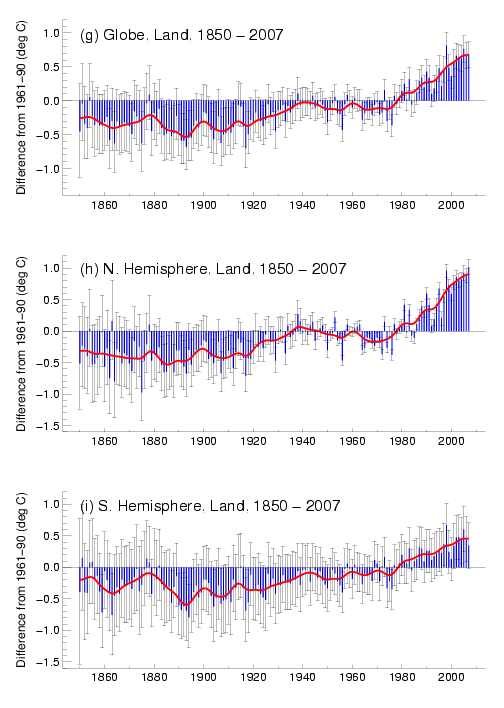 (g) Globe, Land, 1850 – 2007
Difference from 1961–90 (deg C)
1.0
0.5
0.0
−0.5
−1.0
1860 1880 1900 1920 1940 1960 1980 2000
(h) N. Hemisphere, Land, 1850 – 2007
Difference from 1961–90 (deg C)
1.0
0.5
0.0
−0.5
−1.0
−1.5
1860 1880 1900 1920 1940 1960 1980 2000
(i) S. Hemisphere, Land, 1850 – 2007
Difference from 1961–90 (deg C)
1.0
0.5
0.0
−0.5
−1.0
−1.5
1860 1880 1900 1920 1940 1960 1980 2000